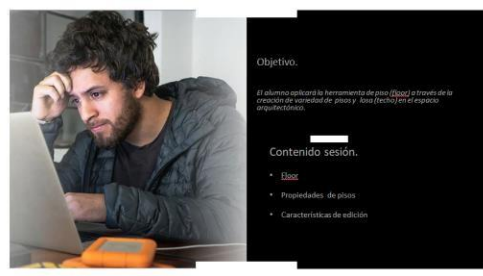 Objetivo.
El alumno aplicará la herramienta de piso (floor) a través de la
creación de variedad de pisos y losa (techo) en el espacio
arquitectónico.
Contenido sesión.
• Floor
• Propiedades de pisos
• Características de edición